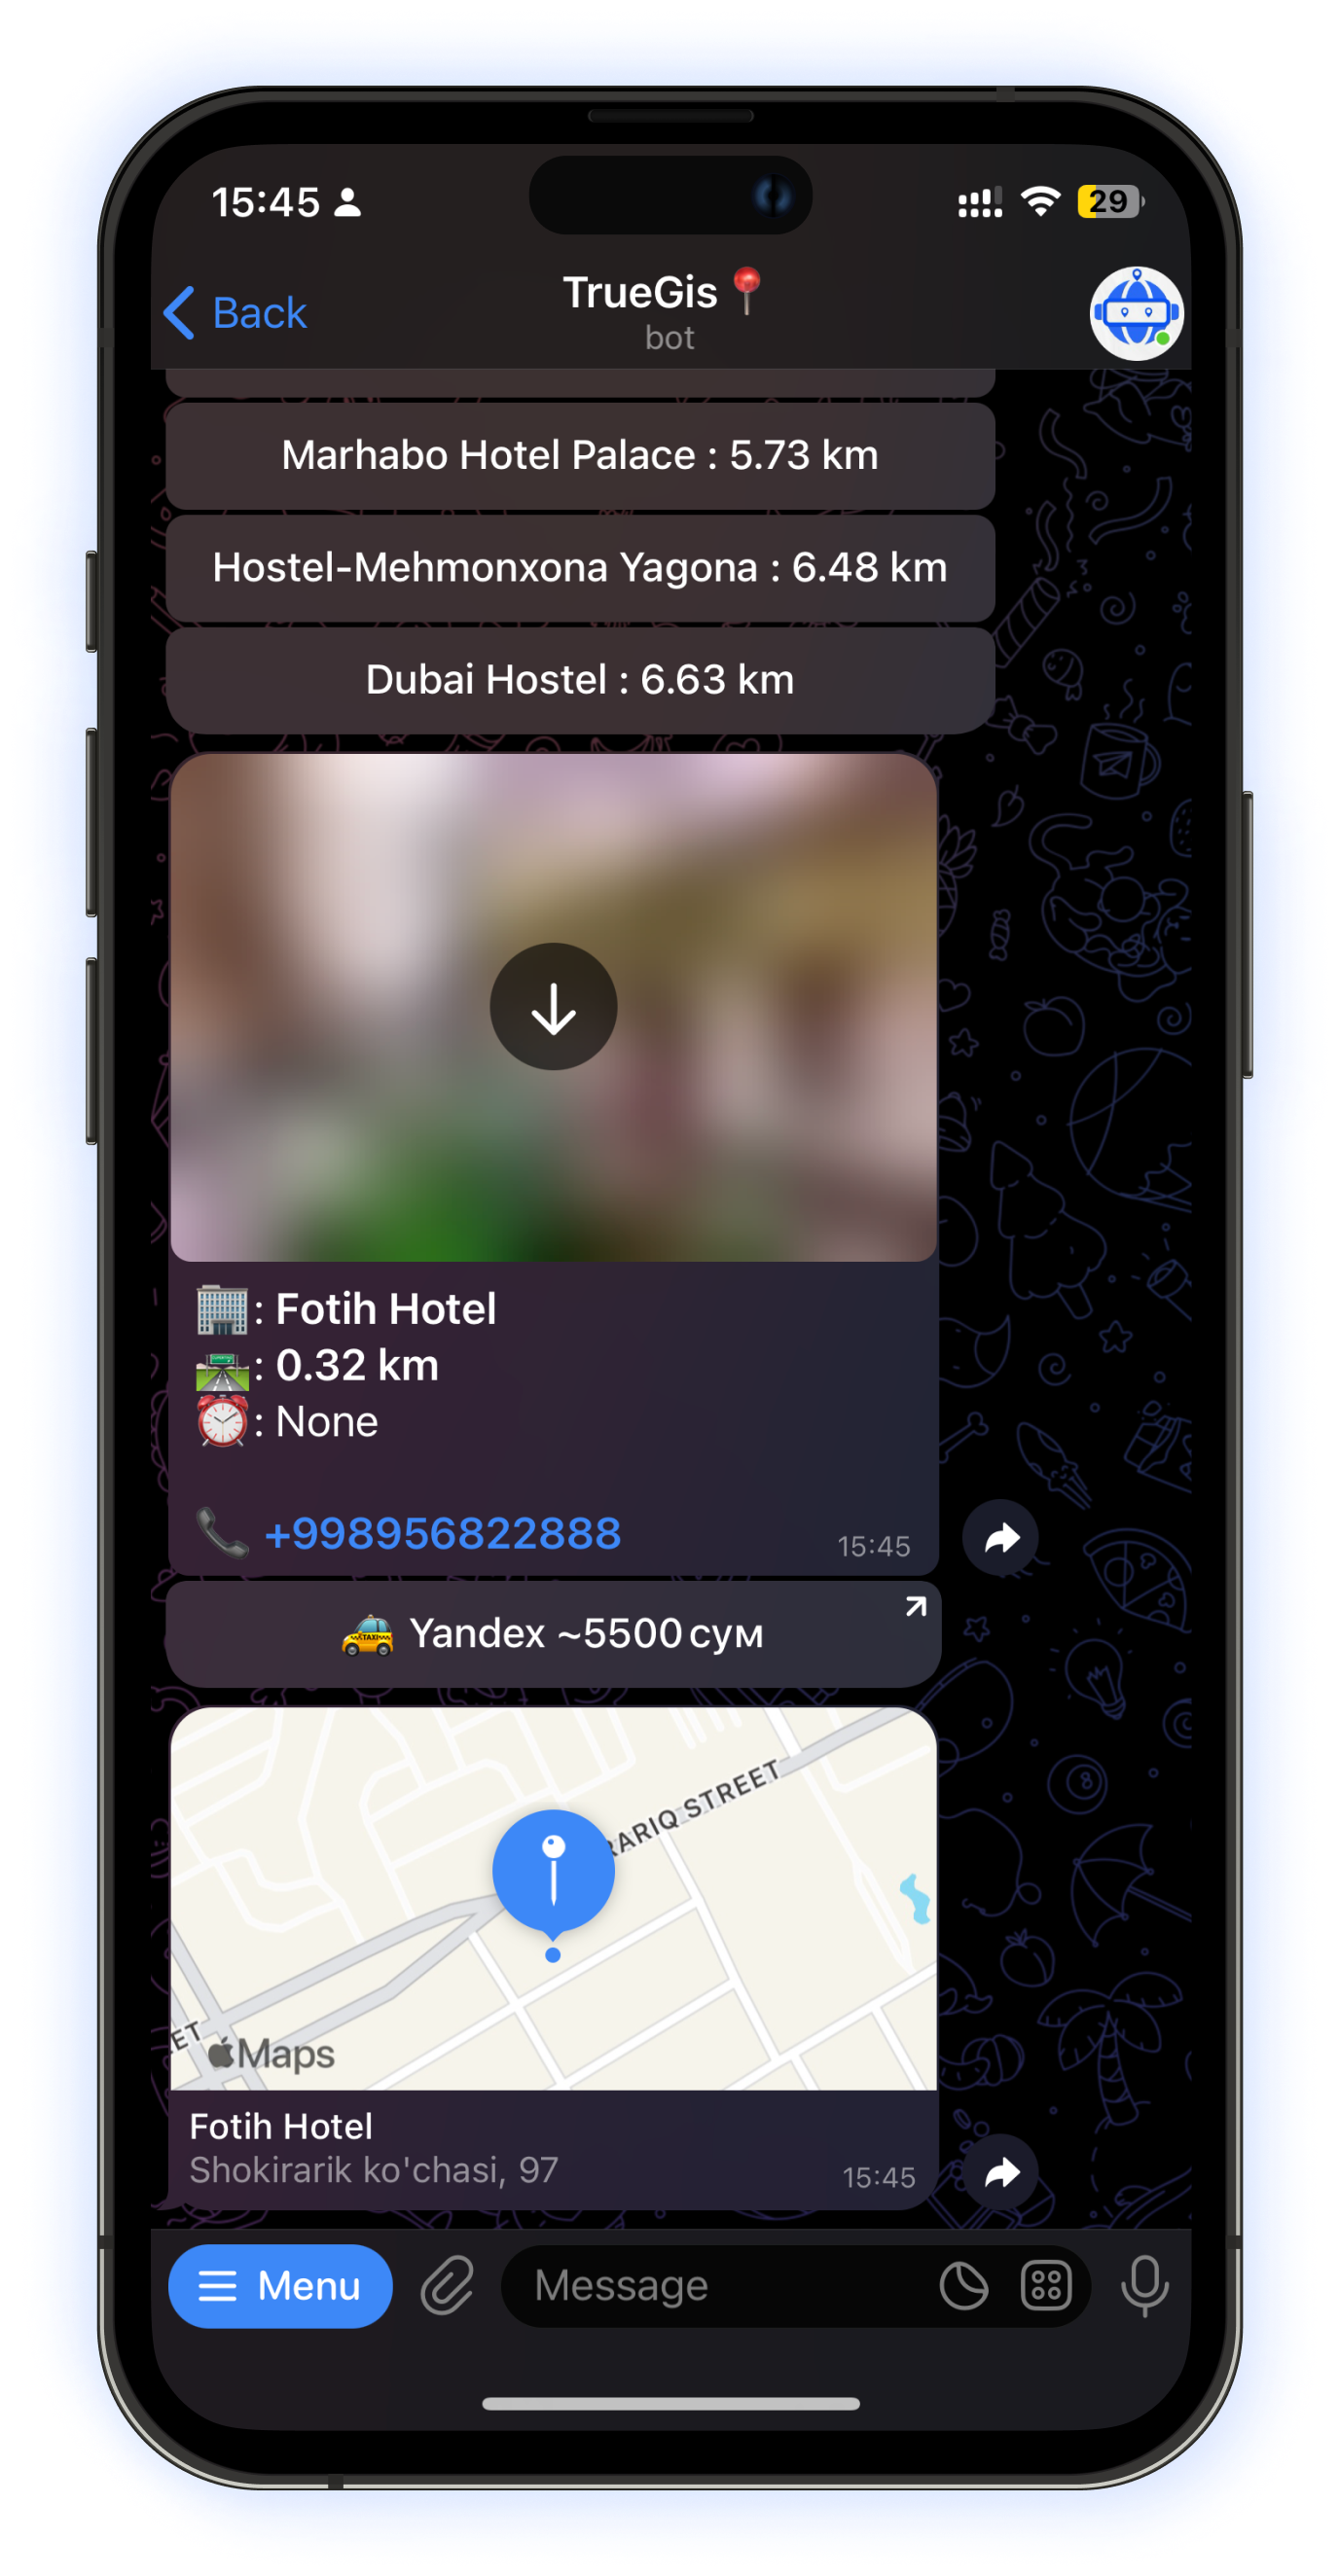 15:45
29
Back
TrueGis📍
bot
Marhabo Hotel Palace : 5.73 km
Hostel-Mehmonxona Yagona : 6.48 km
Dubai Hostel : 6.63 km
🏢: Fotih Hotel
🛣️: 0.32 km
⏰: None
📞 +998956822888
15:45
🚕 Yandex ~5500 сум
RARIQ STREET
ET
Maps
Fotih Hotel
Shokirarik ko'chasi, 97
15:45
Menu
Message